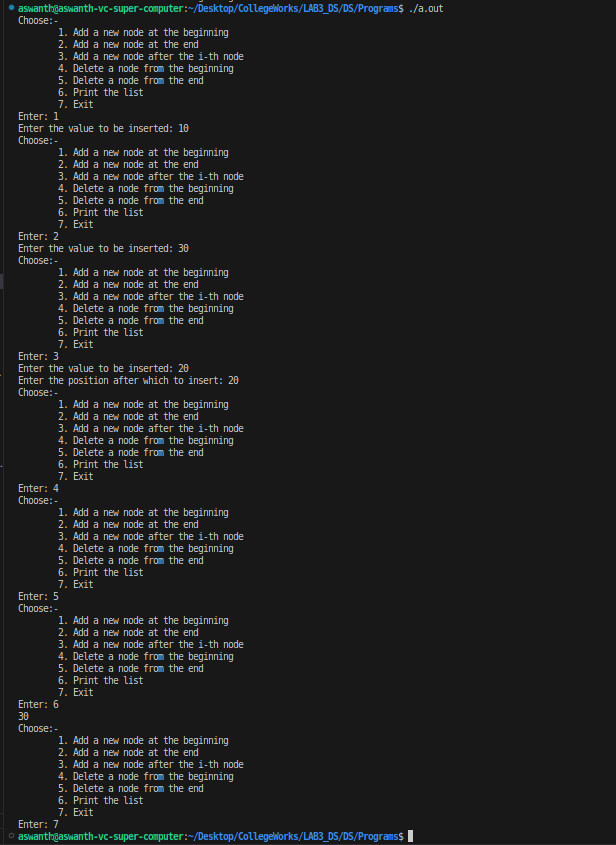 aswanth@aswanth-vc-super-computer:~/Desktop/CollegeWorks/LAB3_DS/DS/Programs$ ./a.out
Choose:-
1. Add a new node at the beginning
2. Add a new node at the end
3. Add a new node after the i-th node
4. Delete a node from the beginning
5. Delete a node from the end
6. Print the list
7. Exit
Enter: 1
Enter the value to be inserted: 10
Choose:-
1. Add a new node at the beginning
2. Add a new node at the end
3. Add a new node after the i-th node
4. Delete a node from the beginning
5. Delete a node from the end
6. Print the list
7. Exit
Enter: 2
Enter the value to be inserted: 30
Choose:-
1. Add a new node at the beginning
2. Add a new node at the end
3. Add a new node after the i-th node
4. Delete a node from the beginning
5. Delete a node from the end
6. Print the list
7. Exit
Enter: 3
Enter the value to be inserted: 20
Enter the position after which to insert: 20
Choose:-
1. Add a new node at the beginning
2. Add a new node at the end
3. Add a new node after the i-th node
4. Delete a node from the beginning
5. Delete a node from the end
6. Print the list
7. Exit
Enter: 4
Choose:-
1. Add a new node at the beginning
2. Add a new node at the end
3. Add a new node after the i-th node
4. Delete a node from the beginning
5. Delete a node from the end
6. Print the list
7. Exit
Enter: 5
Choose:-
1. Add a new node at the beginning
2. Add a new node at the end
3. Add a new node after the i-th node
4. Delete a node from the beginning
5. Delete a node from the end
6. Print the list
7. Exit
Enter: 6
30
Choose:-
1. Add a new node at the beginning
2. Add a new node at the end
3. Add a new node after the i-th node
4. Delete a node from the beginning
5. Delete a node from the end
6. Print the list
7. Exit
Enter: 7
aswanth@aswanth-vc-super-computer:~/Desktop/CollegeWorks/LAB3_DS/DS/Programs$